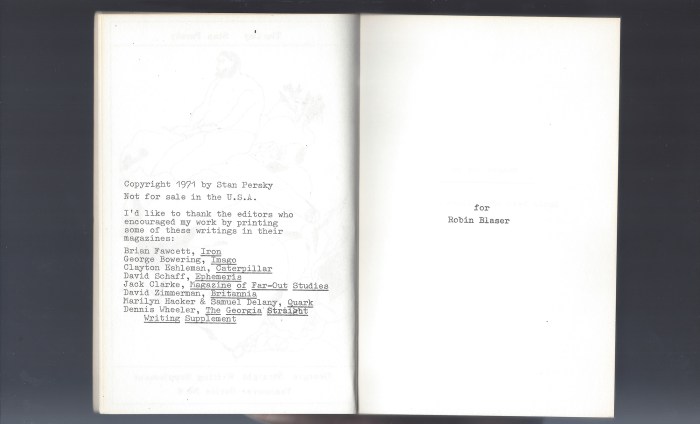 Copyright 1971 by Stan Persky
Not for sale in the U.S.A.
I'd like to thank the editors who
encouraged my work by printing
some of these writings in their
magazines:
Brian Fawcett, Iron
George Bowering, Imago
Clayton Eshleman, Caterpillar
David Schaff, Ephemeris
Jack Clarke, Magazine of Far-Out Studies
David Zimmerman, Britannia
Marilyn Hacker & Samuel Delany, Quark
Dennis Wheeler, The Georgia Straight
Writing Supplement
for
Robin Blaser